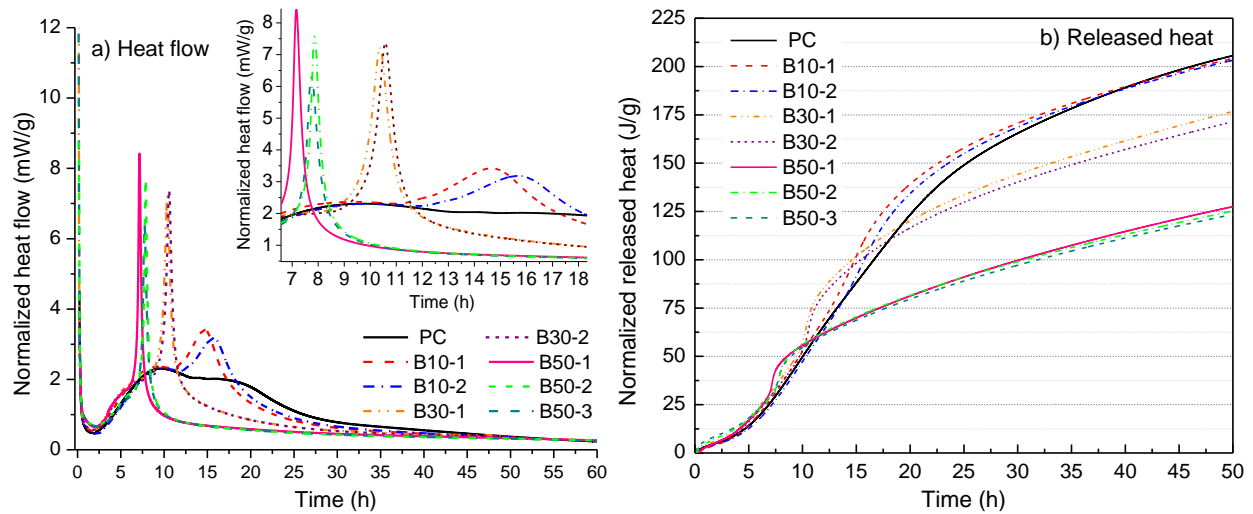 a) Heat flow
Normalized heat flow (mW/g)
12
10
8
6
4
2
0
0 5 10 15 20 25 30 35 40 45 50 55 60
Time (h)
Normalized heat flow (mW/g)
8
7
6
5
4
3
2
1
7 8 9 10 11 12 13 14 15 16 17 18
Time (h)
PC
B10-1
B10-2
B30-1
B30-2
B50-1
B50-2
B50-3
b) Released heat
Normalized released heat (J/g)
225
200
175
150
125
100
75
50
25
0
0 5 10 15 20 25 30 35 40 45 50
Time (h)
PC
B10-1
B10-2
B30-1
B30-2
B50-1
B50-2
B50-3